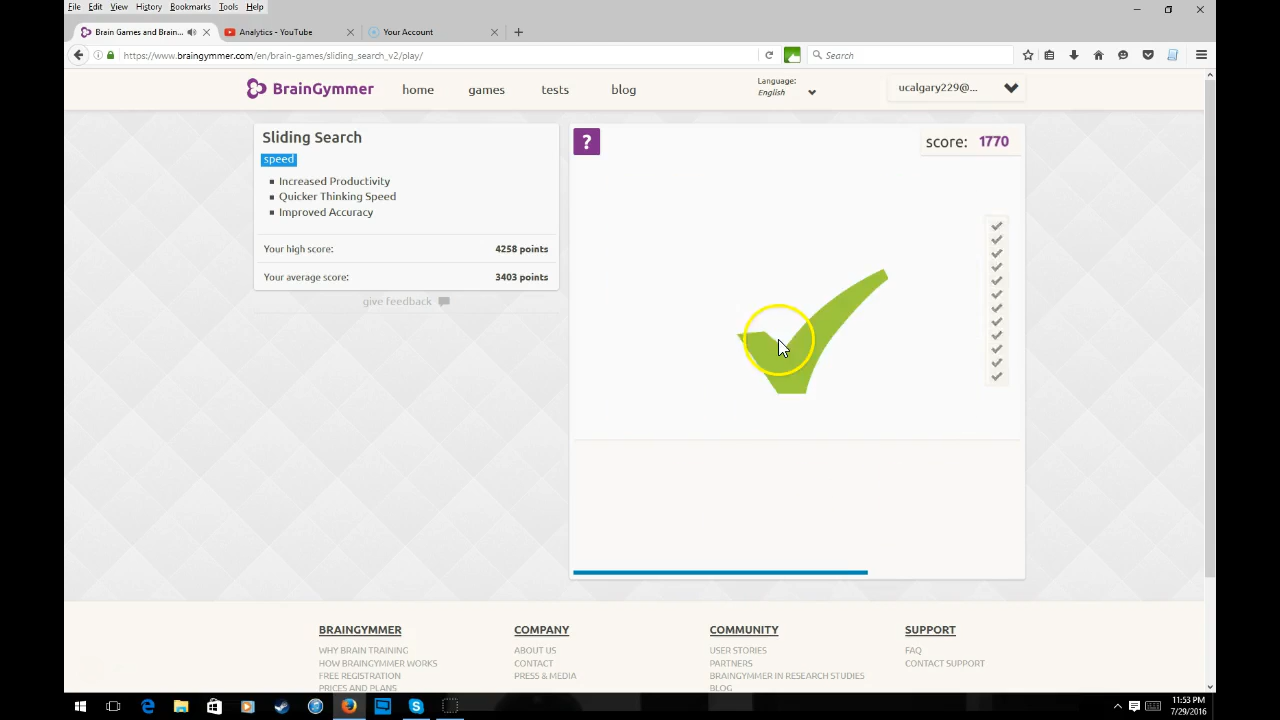 File Edit View History Bookmarks Tools Help
Brain Games and Brain...
Analytics - YouTube
Your Account
https://www.braingymmer.com/en/brain-games/sliding_search_v2/play/
Search
BrainGymmer
home
games
tests
blog
Language:
English
ucalgary229@...
Sliding Search
speed
Increased Productivity
Quicker Thinking Speed
Improved Accuracy
Your high score: 4258 points
Your average score: 3403 points
give feedback
?
score: 1770
BRAINGYMMER
WHY BRAIN TRAINING
HOW BRAINGYMMER WORKS
FREE REGISTRATION
PRICES AND PLANS
COMPANY
ABOUT US
CONTACT
PRESS & MEDIA
COMMUNITY
USER STORIES
PARTNERS
BRAINGYMMER IN RESEARCH STUDIES
BLOG
SUPPORT
FAQ
CONTACT SUPPORT
11:53 PM
7/29/2016